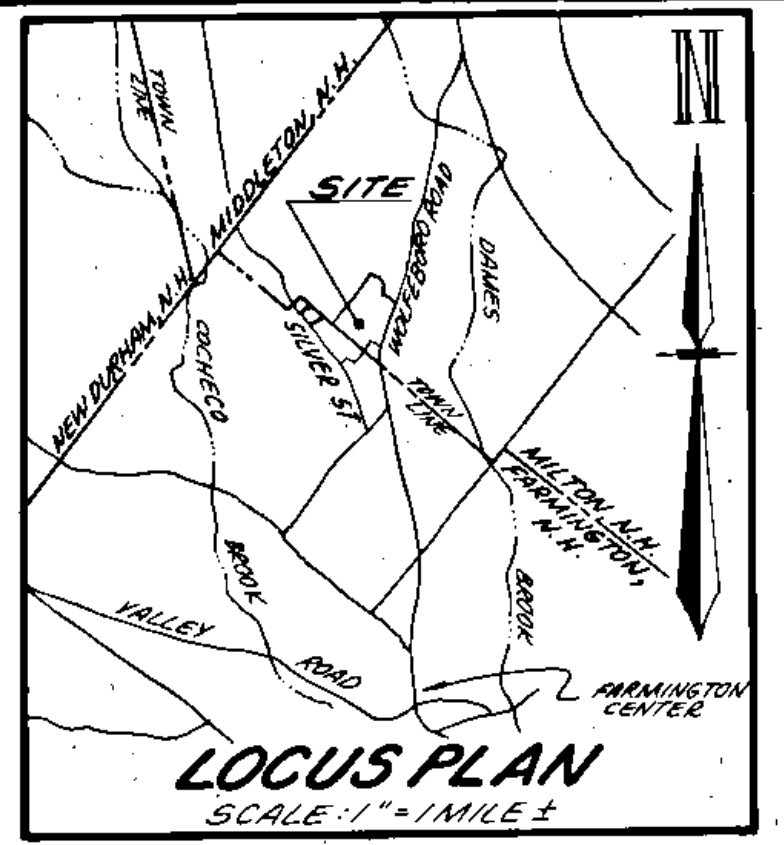 N
TOWN
LINE
MIDDLETON, N.H.
SITE
WOLFEBORO ROAD
DAMES
NEW DURHAM, N.H.
COCHECO
SILVER ST.
TOWN
LINE
MILTON N.H.
FARMINGTON,
N.H.
BROOK
BROOK
VALLEY
ROAD
FARMINGTON
CENTER
LOCUS PLAN
SCALE : 1" = 1 MILE ±